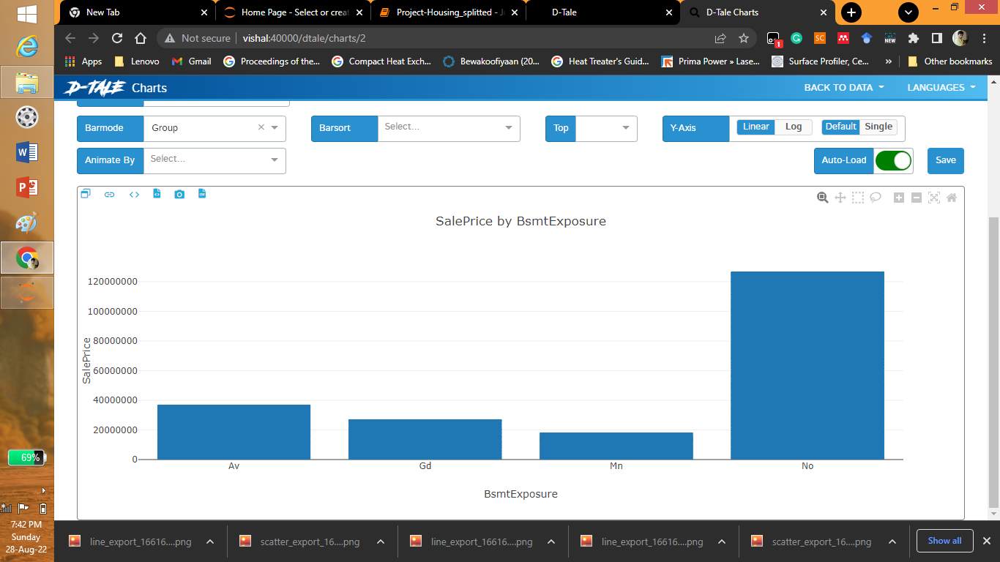 New Tab
Home Page - Select or creat
Project-Housing_splitted - Ju
D-Tale
D-Tale Charts
Not secure
vishal:40000/dtale/charts/2
SC
NEW
1
Apps
Lenovo
Gmail
Proceedings of the...
Compact Heat Exch...
Bewakoofiyaan (20...
Heat Treater's Guid...
Prima Power » Lase...
Surface Profiler, Ce...
»
Other bookmarks
D-TALE Charts
BACK TO DATA
LANGUAGES
Barmode
Group
Barsort
Select...
Top
Y-Axis
Linear
Log
Default
Single
Animate By
Select...
Auto-Load
Save
SalePrice by BsmtExposure
120000000
100000000
80000000
60000000
40000000
20000000
0
SalePrice
Av
Gd
Mn
No
BsmtExposure
69%
7:42 PM
Sunday
28-Aug-22
line_export_16616....png
scatter_export_16....png
line_export_16616....png
line_export_16616....png
scatter_export_16....png
Show all